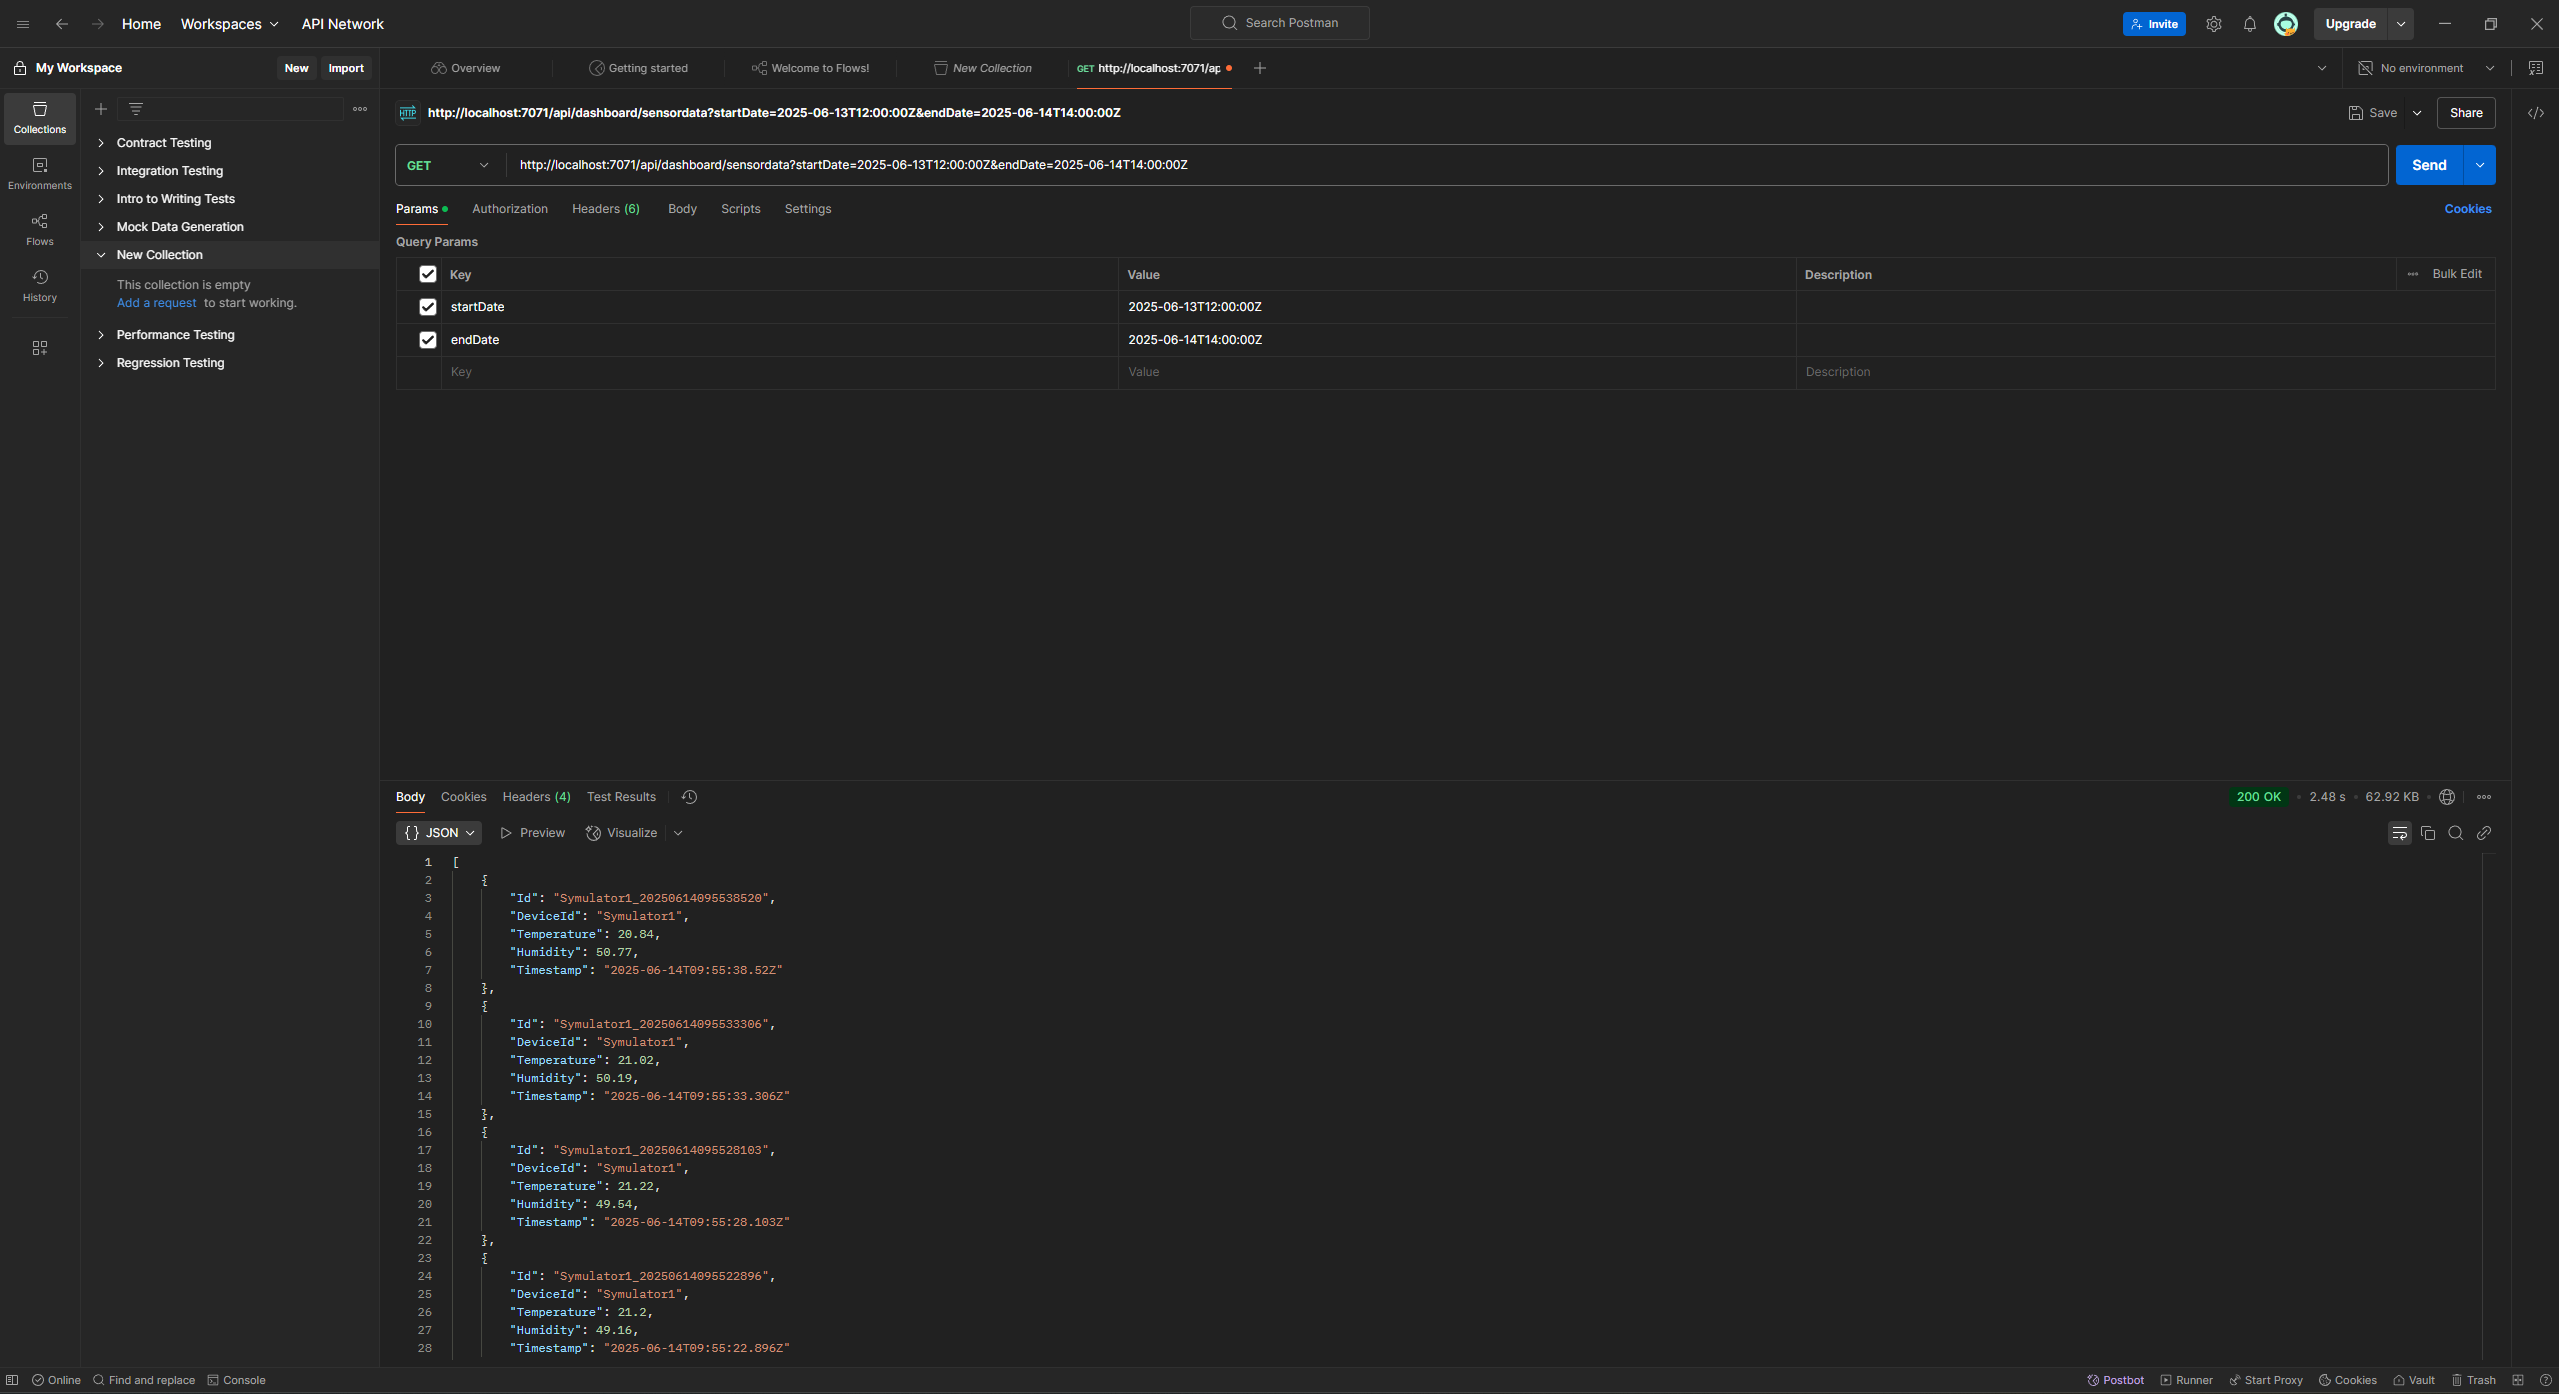 Home Workspaces API Network Search Postman Invite Upgrade
My Workspace New Import Overview Getting started Welcome to Flows! New Collection GET http://localhost:7071/ap No environment
Collections
Environments
Flows
History
Contract Testing
Integration Testing
Intro to Writing Tests
Mock Data Generation
New Collection
This collection is empty
Add a request to start working.
Performance Testing
Regression Testing
HTTP http://localhost:7071/api/dashboard/sensordata?startDate=2025-06-13T12:00:00Z&endDate=2025-06-14T14:00:00Z Save Share
GET http://localhost:7071/api/dashboard/sensordata?startDate=2025-06-13T12:00:00Z&endDate=2025-06-14T14:00:00Z Send
Params Authorization Headers (6) Body Scripts Settings Cookies
Query Params
Key Value Description Bulk Edit
startDate 2025-06-13T12:00:00Z
endDate 2025-06-14T14:00:00Z
Key Value Description
Body Cookies Headers (4) Test Results 200 OK 2.48 s 62.92 KB
{} JSON Preview Visualize
1 [
2 {
3 "Id": "Symulator1_20250614095538520",
4 "DeviceId": "Symulator1",
5 "Temperature": 20.84,
6 "Humidity": 50.77,
7 "Timestamp": "2025-06-14T09:55:38.52Z"
8 },
9 {
10 "Id": "Symulator1_20250614095533306",
11 "DeviceId": "Symulator1",
12 "Temperature": 21.02,
13 "Humidity": 50.19,
14 "Timestamp": "2025-06-14T09:55:33.306Z"
15 },
16 {
17 "Id": "Symulator1_20250614095528103",
18 "DeviceId": "Symulator1",
19 "Temperature": 21.22,
20 "Humidity": 49.54,
21 "Timestamp": "2025-06-14T09:55:28.103Z"
22 },
23 {
24 "Id": "Symulator1_20250614095522896",
25 "DeviceId": "Symulator1",
26 "Temperature": 21.2,
27 "Humidity": 49.16,
28 "Timestamp": "2025-06-14T09:55:22.896Z"
Online Find and replace Console Postbot Runner Start Proxy Cookies Vault Trash